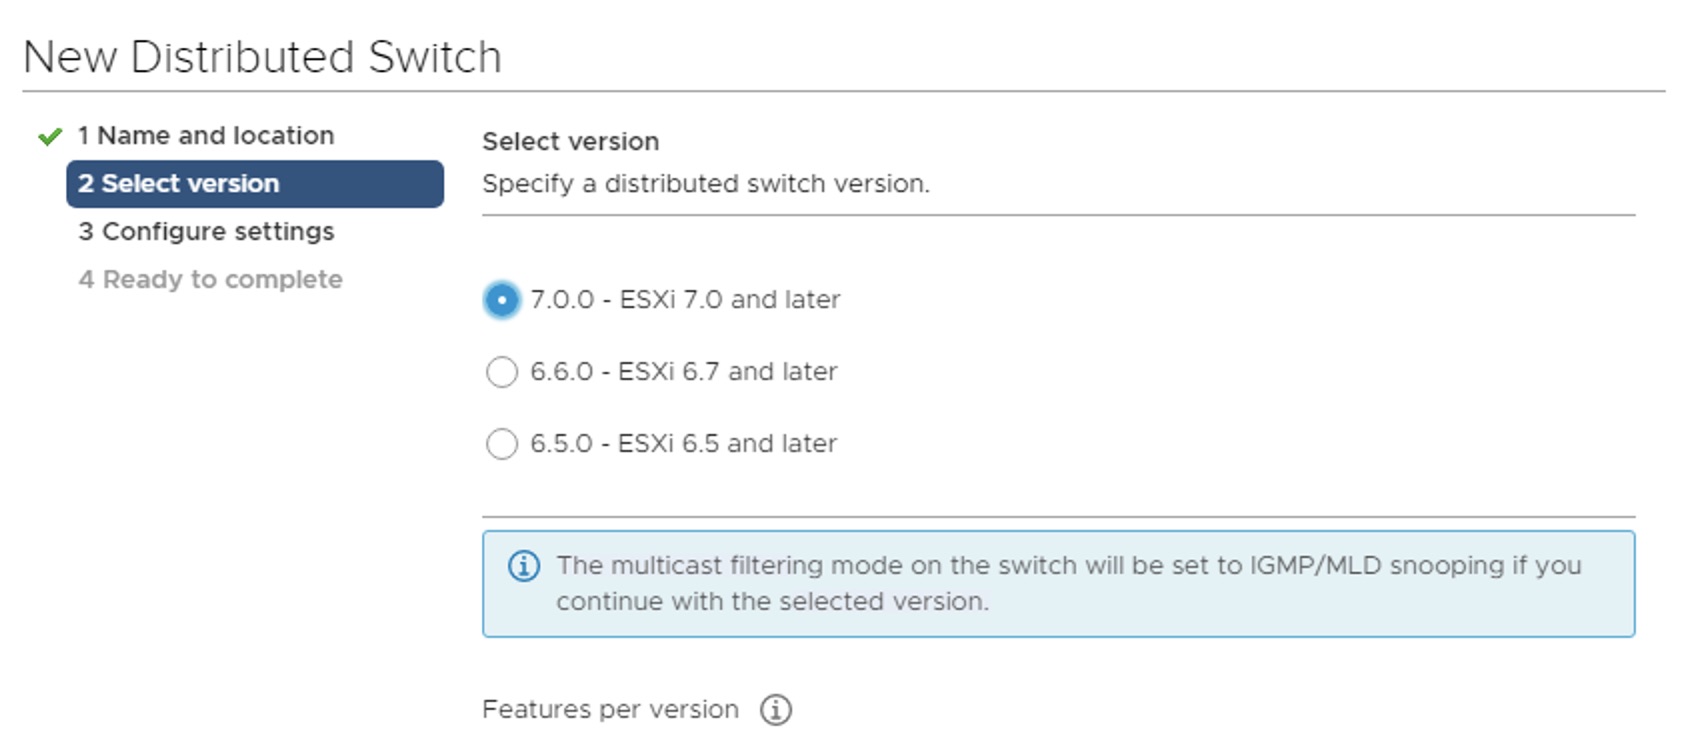 New Distributed Switch
1 Name and location
2 Select version
3 Configure settings
4 Ready to complete
Select version
Specify a distributed switch version.
7.0.0 - ESXi 7.0 and later
6.6.0 - ESXi 6.7 and later
6.5.0 - ESXi 6.5 and later
The multicast filtering mode on the switch will be set to IGMP/MLD snooping if you
continue with the selected version.
Features per version